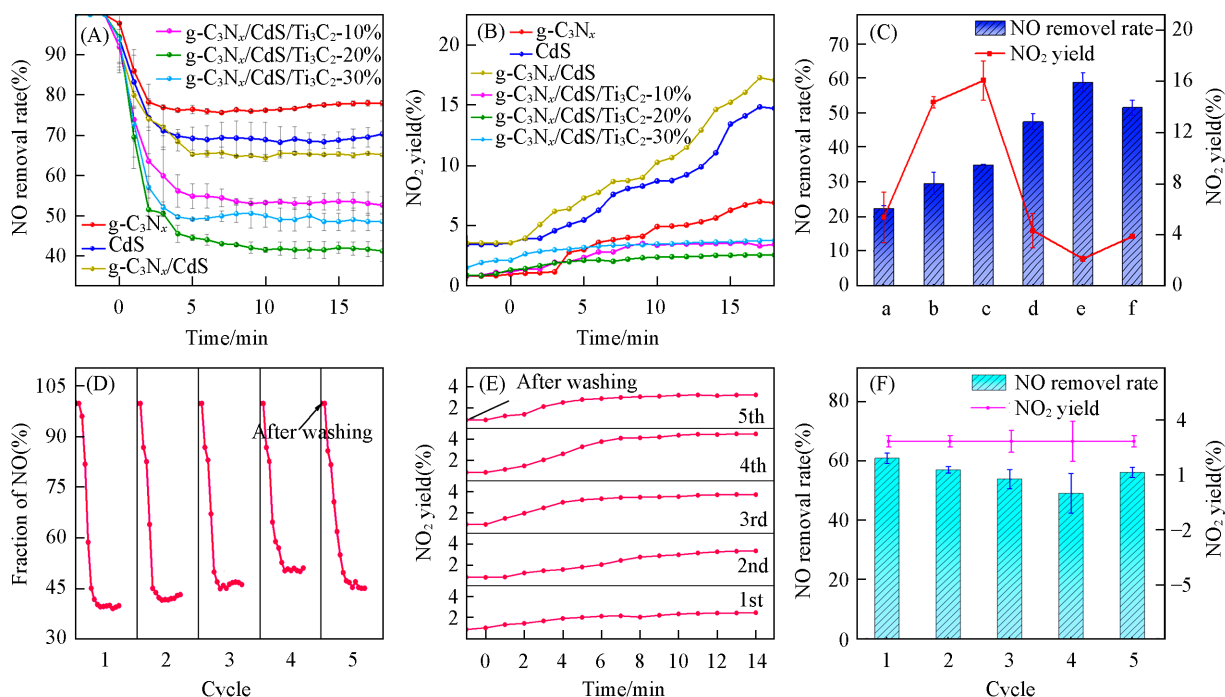 (A)
g-C₃Nₓ/CdS/Ti₃C₂-10%
g-C₃Nₓ/CdS/Ti₃C₂-20%
g-C₃Nₓ/CdS/Ti₃C₂-30%
g-C₃Nₓ
CdS
g-C₃Nₓ/CdS
NO removal rate(%)
100
90
80
70
60
50
40
0
5
10
15
Time/min
(B)
g-C₃Nₓ
CdS
g-C₃Nₓ/CdS
g-C₃Nₓ/CdS/Ti₃C₂-10%
g-C₃Nₓ/CdS/Ti₃C₂-20%
g-C₃Nₓ/CdS/Ti₃C₂-30%
NO₂ yield(%)
20
15
10
5
0
0
5
10
15
Time/min
(C)
NO removel rate
NO₂ yield
NO removal rate(%)
70
60
50
40
30
20
10
0
a
b
c
d
e
f
20
16
12
8
4
0
NO₂ yield(%)
(D)
After washing
Fraction of NO(%)
105
90
75
60
45
30
1
2
3
4
5
Cycle
(E)
After washing
NO₂ yield(%)
4
2
5th
4
2
4th
4
2
3rd
4
2
2nd
4
2
1st
0
2
4
6
8
10
12
14
Time/min
(F)
NO removel rate
NO₂ yield
NO removal rate(%)
80
60
40
20
0
1
2
3
4
5
Cycle
4
1
−2
−5
NO₂ yield(%)